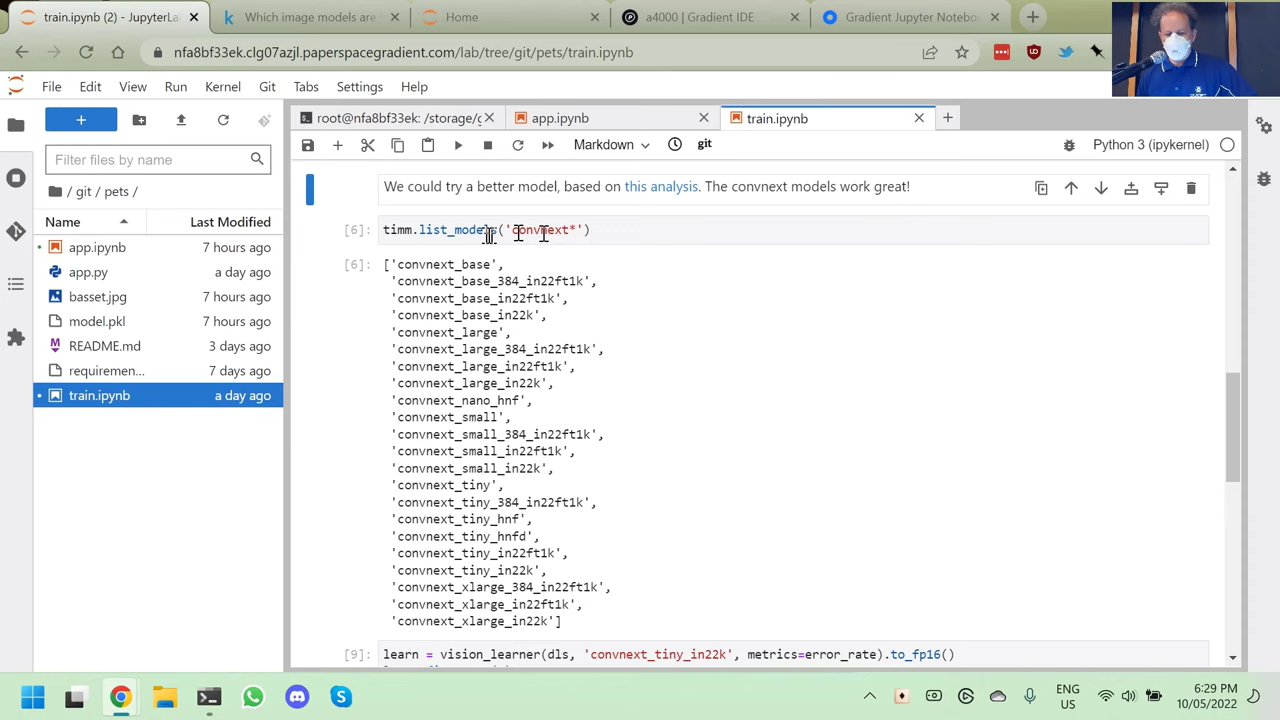 train.ipynb (2) - JupyterLa
Which image models are
Home
a4000 | Gradient IDE
Gradient Jupyter Notebo
nfa8bf33ek.clg07azjl.paperspacegradient.com/lab/tree/git/pets/train.ipynb
File Edit View Run Kernel Git Tabs Settings Help
root@nfa8bf33ek: /storage/g
app.ipynb
train.ipynb
Filter files by name
Markdown
git
Python 3 (ipykernel)
/ git / pets /
Name Last Modified
app.ipynb 7 hours ago
app.py a day ago
basset.jpg 7 hours ago
model.pkl 7 hours ago
README.md 3 days ago
requiremen... 7 days ago
train.ipynb a day ago
We could try a better model, based on this analysis. The convnext models work great!
[6]: timm.list_models('convnext*')
[6]: ['convnext_base',
'convnext_base_384_in22ft1k',
'convnext_base_in22ft1k',
'convnext_base_in22k',
'convnext_large',
'convnext_large_384_in22ft1k',
'convnext_large_in22ft1k',
'convnext_large_in22k',
'convnext_nano_hnf',
'convnext_small',
'convnext_small_384_in22ft1k',
'convnext_small_in22ft1k',
'convnext_small_in22k',
'convnext_tiny',
'convnext_tiny_384_in22ft1k',
'convnext_tiny_hnf',
'convnext_tiny_hnfd',
'convnext_tiny_in22ft1k',
'convnext_tiny_in22k',
'convnext_xlarge_384_in22ft1k',
'convnext_xlarge_in22ft1k',
'convnext_xlarge_in22k']
[9]: learn = vision_learner(dls, 'convnext_tiny_in22k', metrics=error_rate).to_fp16()
ENG
US
6:29 PM
10/05/2022